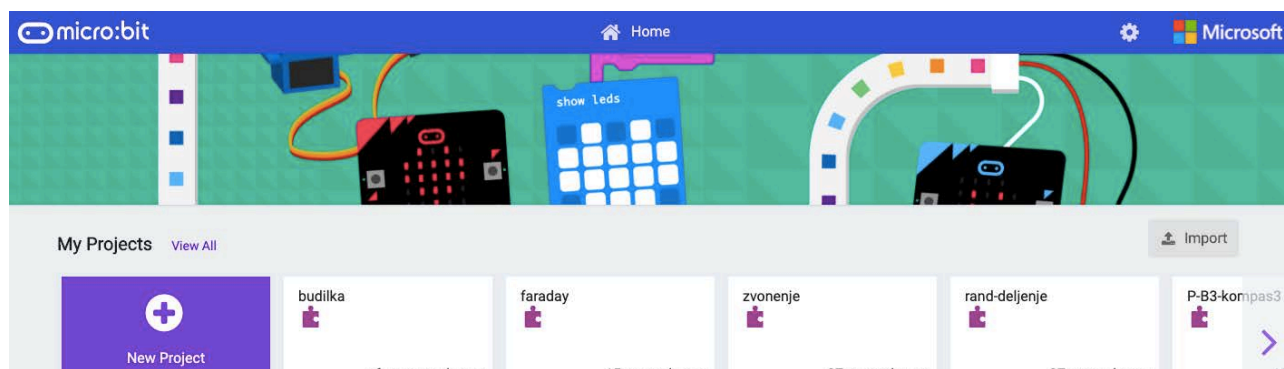 micro:bit
Home
Microsoft
show leds
My Projects View All
Import
New Project
budilka
faraday
zvonenje
rand-deljenje
P-B3-kompas3